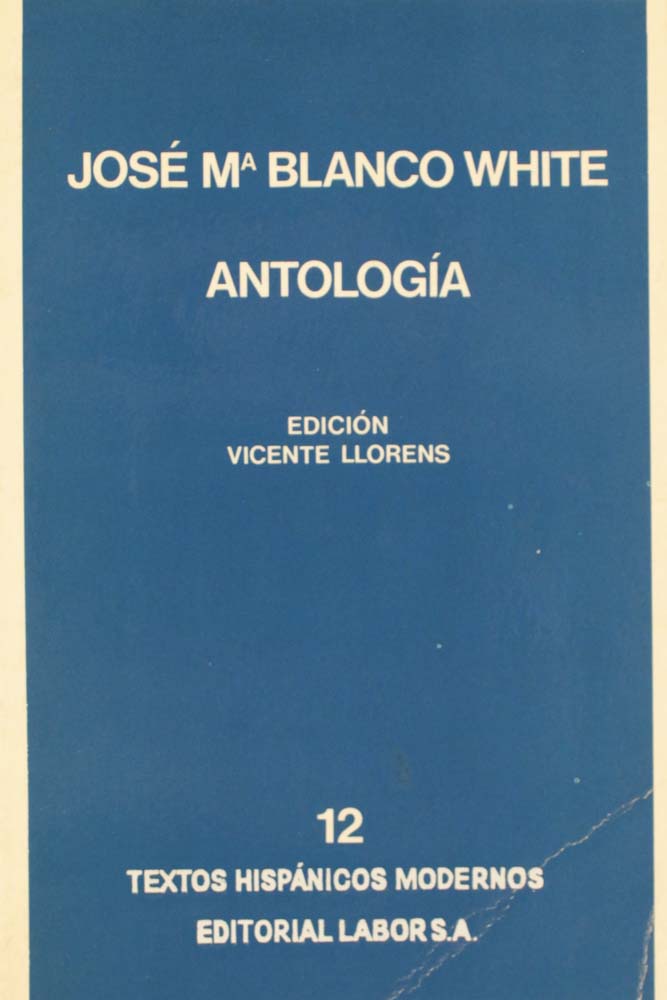 JOSÉ Mª BLANCO WHITE
ANTOLOGÍA
EDICIÓN
VICENTE LLORENS
12
TEXTOS HISPÁNICOS MODERNOS
EDITORIAL LABOR S.A.